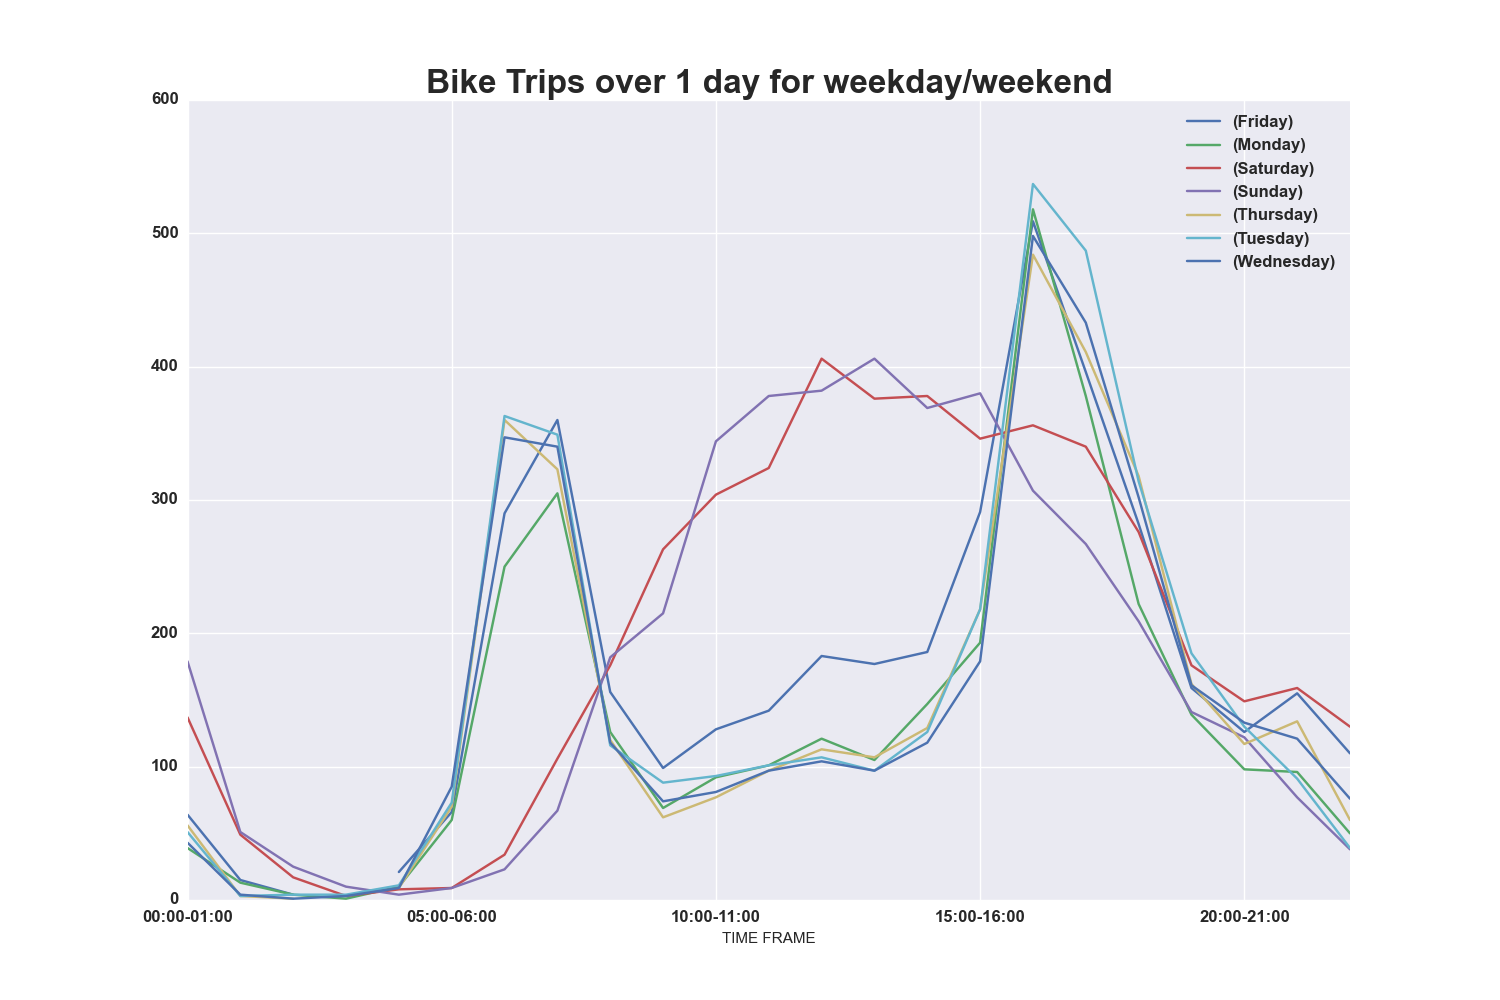 Bike Trips over 1 day for weekday/weekend
600
500
400
300
200
100
0
(Friday)
(Monday)
(Saturday)
(Sunday)
(Thursday)
(Tuesday)
(Wednesday)
00:00-01:00 05:00-06:00 10:00-11:00 15:00-16:00 20:00-21:00
TIME FRAME